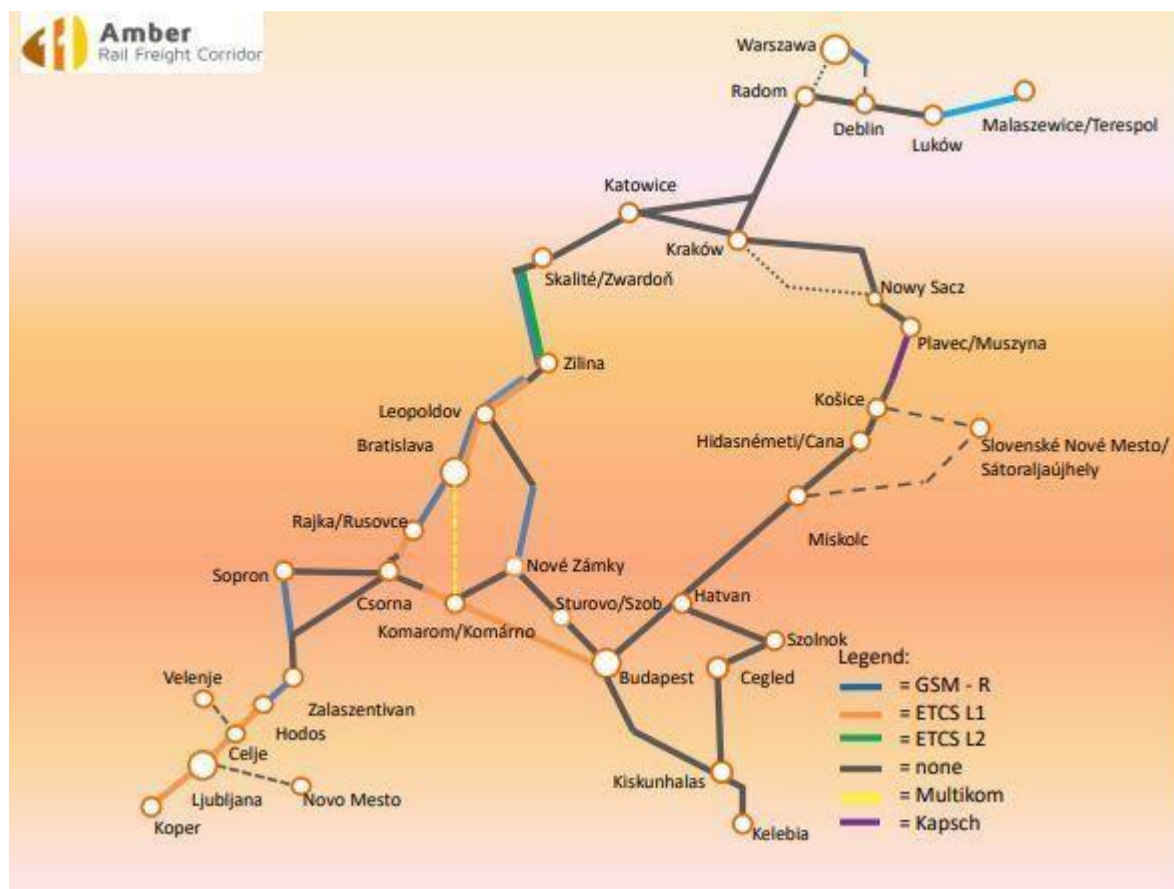 Amber
Rail Freight Corridor
Warszawa
Radom
Deblin
Luków
Malaszewice/Terespol
Katowice
Kraków
Skalité/Zwardoň
Nowy Sacz
Plavec/Muszyna
Zilina
Leopoldov
Košice
Bratislava
Hidasnémeti/Cana
Slovenské Nové Mesto/
Sátoraljaújhely
Rajka/Rusovce
Miskolc
Sopron
Nové Zámky
Csorna
Sturovo/Szob
Hatvan
Komarom/Komárno
Szolnok
Velenje
Budapest
Cegled
Zalaszentivan
Hodos
Celje
Kiskunhalas
Ljubljana
Novo Mesto
Koper
Kelebia
Legend:
= GSM - R
= ETCS L1
= ETCS L2
= none
= Multikom
= Kapsch